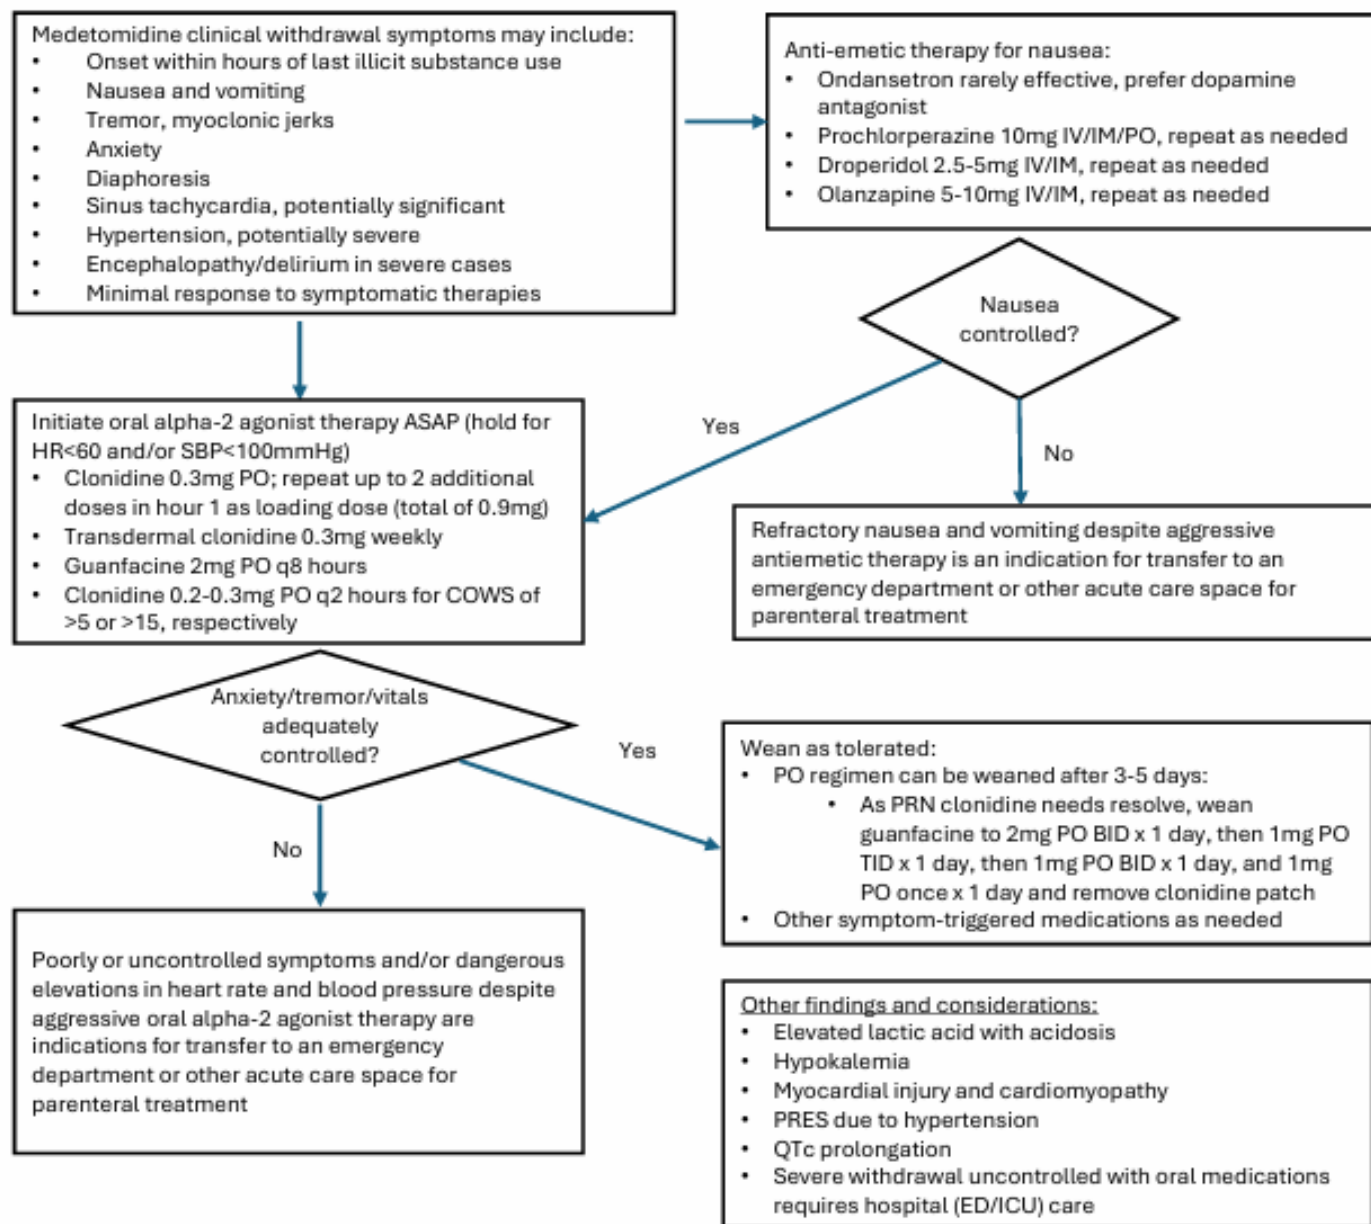 Medetomidine clinical withdrawal symptoms may include:
• Onset within hours of last illicit substance use
• Nausea and vomiting
• Tremor, myoclonic jerks
• Anxiety
• Diaphoresis
• Sinus tachycardia, potentially significant
• Hypertension, potentially severe
• Encephalopathy/delirium in severe cases
• Minimal response to symptomatic therapies
Anti-emetic therapy for nausea:
• Ondansetron rarely effective, prefer dopamine
antagonist
• Prochlorperazine 10mg IV/IM/PO, repeat as needed
• Droperidol 2.5-5mg IV/IM, repeat as needed
• Olanzapine 5-10mg IV/IM, repeat as needed
Nausea
controlled?
Yes
No
Initiate oral alpha-2 agonist therapy ASAP (hold for
HR<60 and/or SBP<100mmHg)
• Clonidine 0.3mg PO; repeat up to 2 additional
doses in hour 1 as loading dose (total of 0.9mg)
• Transdermal clonidine 0.3mg weekly
• Guanfacine 2mg PO q8 hours
• Clonidine 0.2-0.3mg PO q2 hours for COWS of
>5 or >15, respectively
Refractory nausea and vomiting despite aggressive
antiemetic therapy is an indication for transfer to an
emergency department or other acute care space for
parenteral treatment
Anxiety/tremor/vitals
adequately
controlled?
Yes
No
Wean as tolerated:
• PO regimen can be weaned after 3-5 days:
• As PRN clonidine needs resolve, wean
guanfacine to 2mg PO BID x 1 day, then 1mg PO
TID x 1 day, then 1mg PO BID x 1 day, and 1mg
PO once x 1 day and remove clonidine patch
• Other symptom-triggered medications as needed
Poorly or uncontrolled symptoms and/or dangerous
elevations in heart rate and blood pressure despite
aggressive oral alpha-2 agonist therapy are
indications for transfer to an emergency
department or other acute care space for
parenteral treatment
Other findings and considerations:
• Elevated lactic acid with acidosis
• Hypokalemia
• Myocardial injury and cardiomyopathy
• PRES due to hypertension
• QTc prolongation
• Severe withdrawal uncontrolled with oral medications
requires hospital (ED/ICU) care